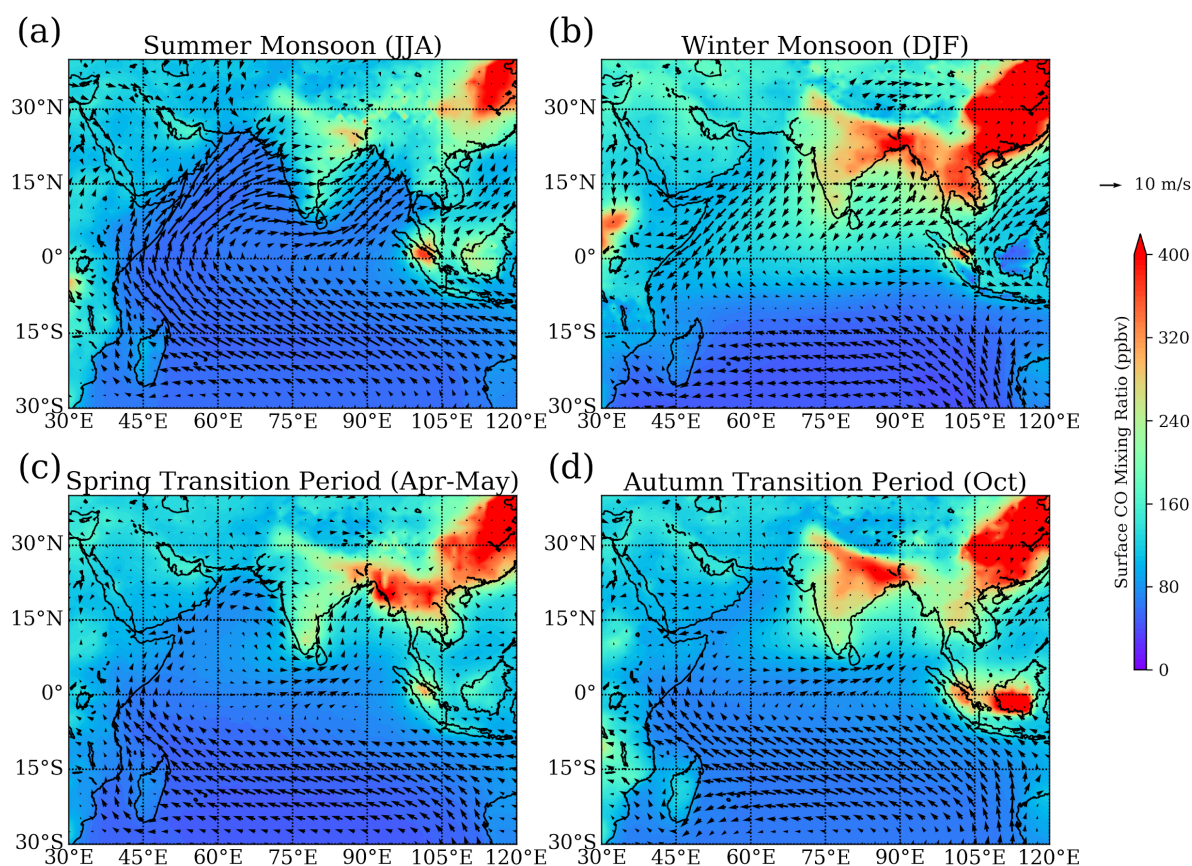 (a)
Summer Monsoon (JJA)
30°N
15°N
0°
15°S
30°S
30°E 45°E 60°E 75°E 90°E 105°E 120°E
(b)
Winter Monsoon (DJF)
30°N
15°N
0°
15°S
30°S
30°E 45°E 60°E 75°E 90°E 105°E 120°E
10 m/s
400
320
240
160
80
0
Surface CO Mixing Ratio (ppbv)
(c)
Spring Transition Period (Apr-May)
30°N
15°N
0°
15°S
30°S
30°E 45°E 60°E 75°E 90°E 105°E 120°E
(d)
Autumn Transition Period (Oct)
30°N
15°N
0°
15°S
30°S
30°E 45°E 60°E 75°E 90°E 105°E 120°E